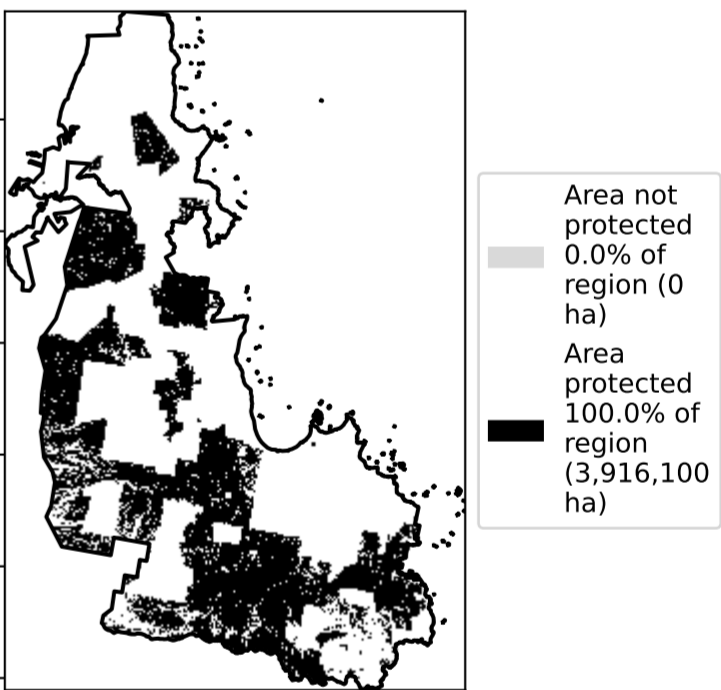 Area not
protected
0.0% of
region (0
ha)
Area
protected
100.0% of
region
(3,916,100
ha)